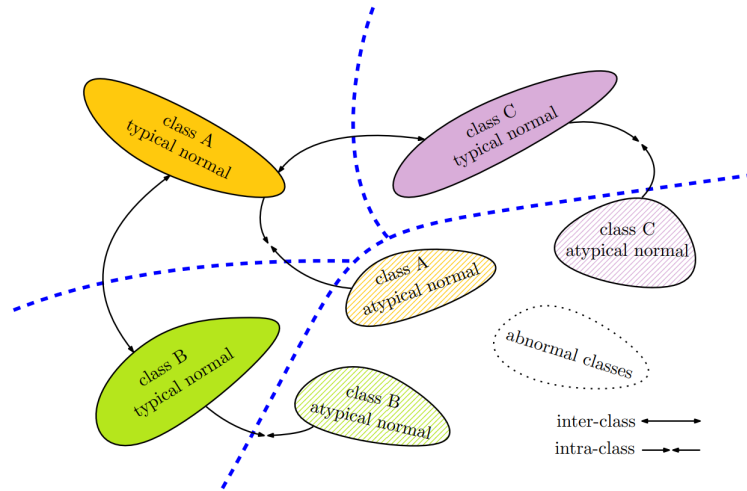 class A
typical normal
class C
typical normal
class C
atypical normal
class A
atypical normal
abnormal classes
class B
typical normal
class B
atypical normal
inter-class
intra-class